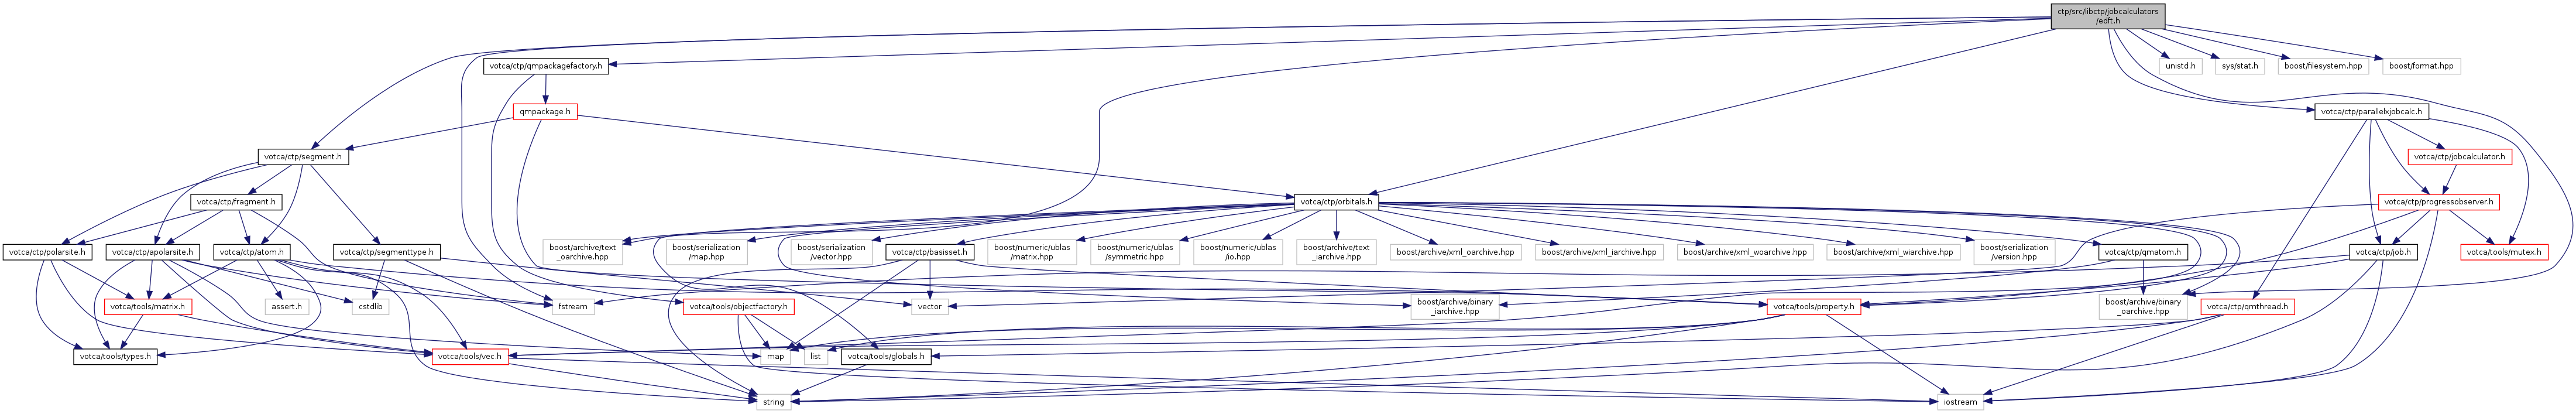 ctp/src/libctp/jobcalculators
/edft.h
votca/ctp/qmpackagefactory.h
unistd.h
sys/stat.h
boost/filesystem.hpp
boost/format.hpp
qmpackage.h
votca/ctp/parallelxjobcalc.h
votca/ctp/segment.h
votca/ctp/jobcalculator.h
votca/ctp/fragment.h
votca/ctp/orbitals.h
votca/ctp/progressobserver.h
votca/ctp/polarsite.h
votca/ctp/apolarsite.h
votca/ctp/atom.h
votca/ctp/segmenttype.h
boost/archive/text
_oarchive.hpp
boost/serialization
/map.hpp
boost/serialization
/vector.hpp
votca/ctp/basisset.h
boost/numeric/ublas
/matrix.hpp
boost/numeric/ublas
/symmetric.hpp
boost/numeric/ublas
/io.hpp
boost/archive/text
_iarchive.hpp
boost/archive/xml_oarchive.hpp
boost/archive/xml_iarchive.hpp
boost/archive/xml_woarchive.hpp
boost/archive/xml_wiarchive.hpp
boost/serialization
/version.hpp
votca/ctp/qmatom.h
votca/ctp/job.h
votca/tools/mutex.h
votca/tools/matrix.h
assert.h
cstdlib
fstream
votca/tools/objectfactory.h
vector
boost/archive/binary
_iarchive.hpp
votca/tools/property.h
boost/archive/binary
_oarchive.hpp
votca/ctp/qmthread.h
votca/tools/types.h
votca/tools/vec.h
map
list
votca/tools/globals.h
string
iostream